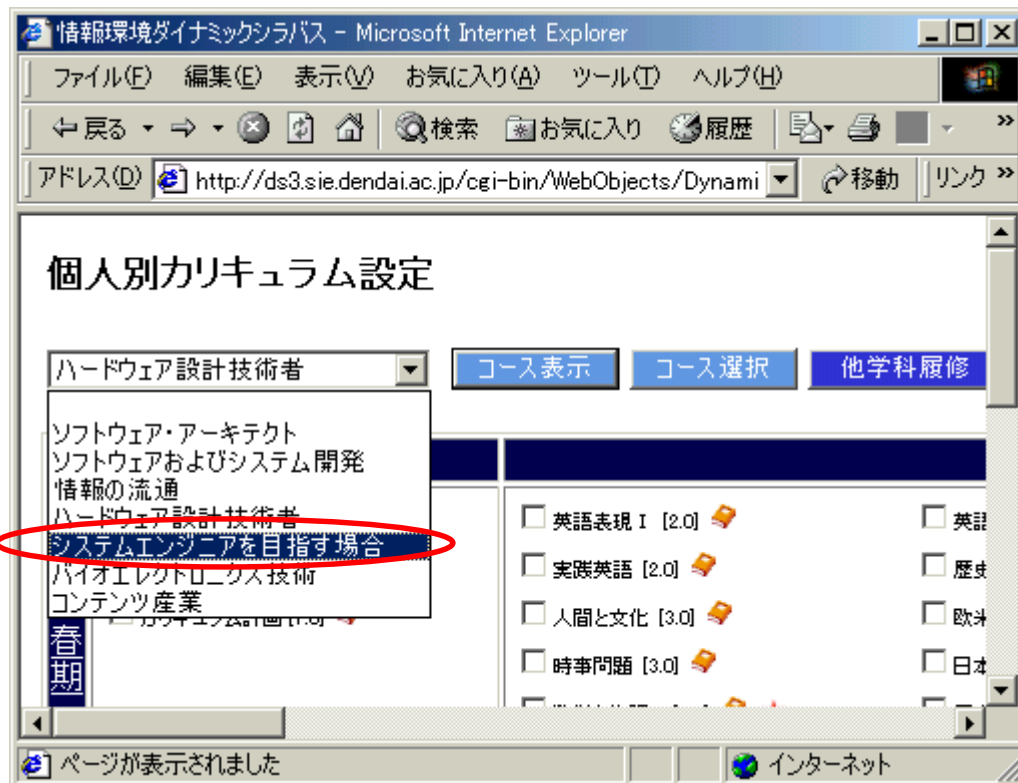 情報環境ダイナミックシラバス - Microsoft Internet Explorer
ファイル(F) 編集(E) 表示(V) お気に入り(A) ツール(T) ヘルプ(H)
戻る 検索 お気に入り 履歴 »
アドレス(D) http://ds3.sie.dendai.ac.jp/cgi-bin/WebObjects/Dynami 移動 リンク »
個人別カリキュラム設定
ハードウェア設計技術者 コース表示 コース選択 他学科履修
ソフトウェア・アーキテクト
ソフトウェアおよびシステム開発
情報の流通
ハードウェア設計技術者
システムエンジニアを目指す場合
バイオエレクトロニクス技術
コンテンツ産業
英語表現 I [2.0] 英語
実践英語 [2.0] 歴史
人間と文化 [3.0] 欧米
時事問題 [3.0] 日本
春期
ページが表示されました インターネット